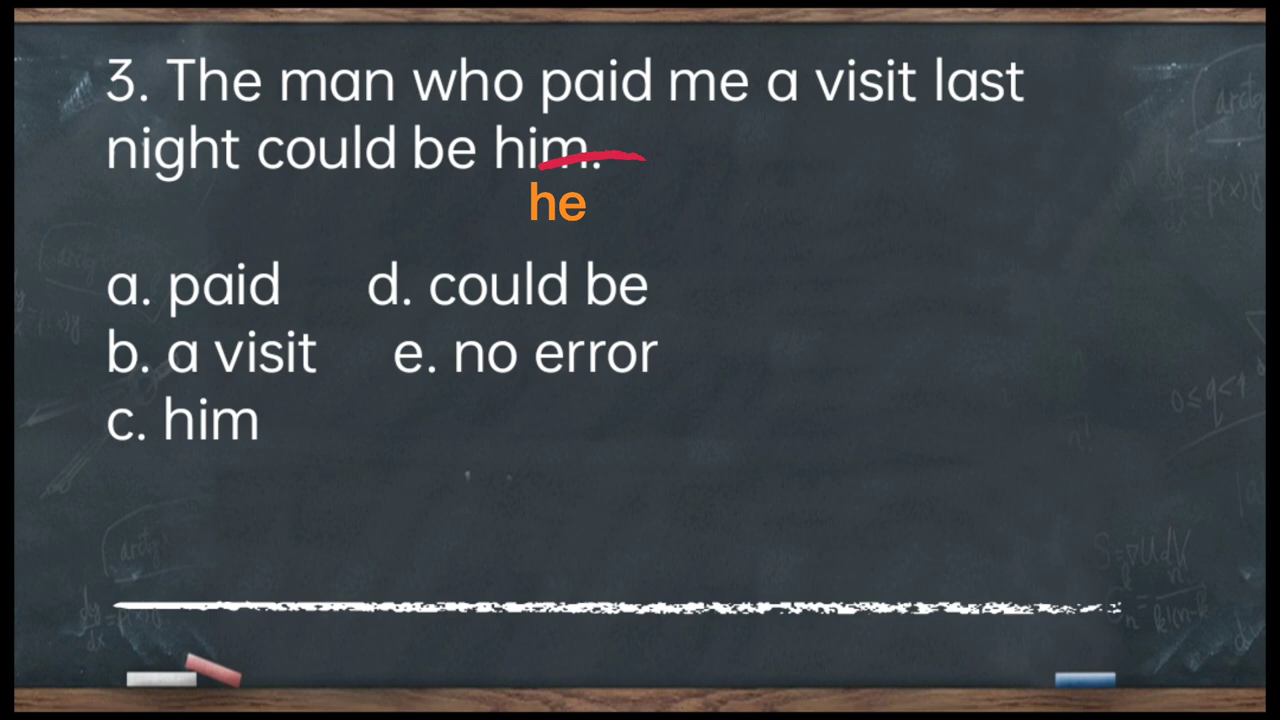 3. The man who paid me a visit last
night could be him.
he
a. paid d. could be
b. a visit e. no error
c. him